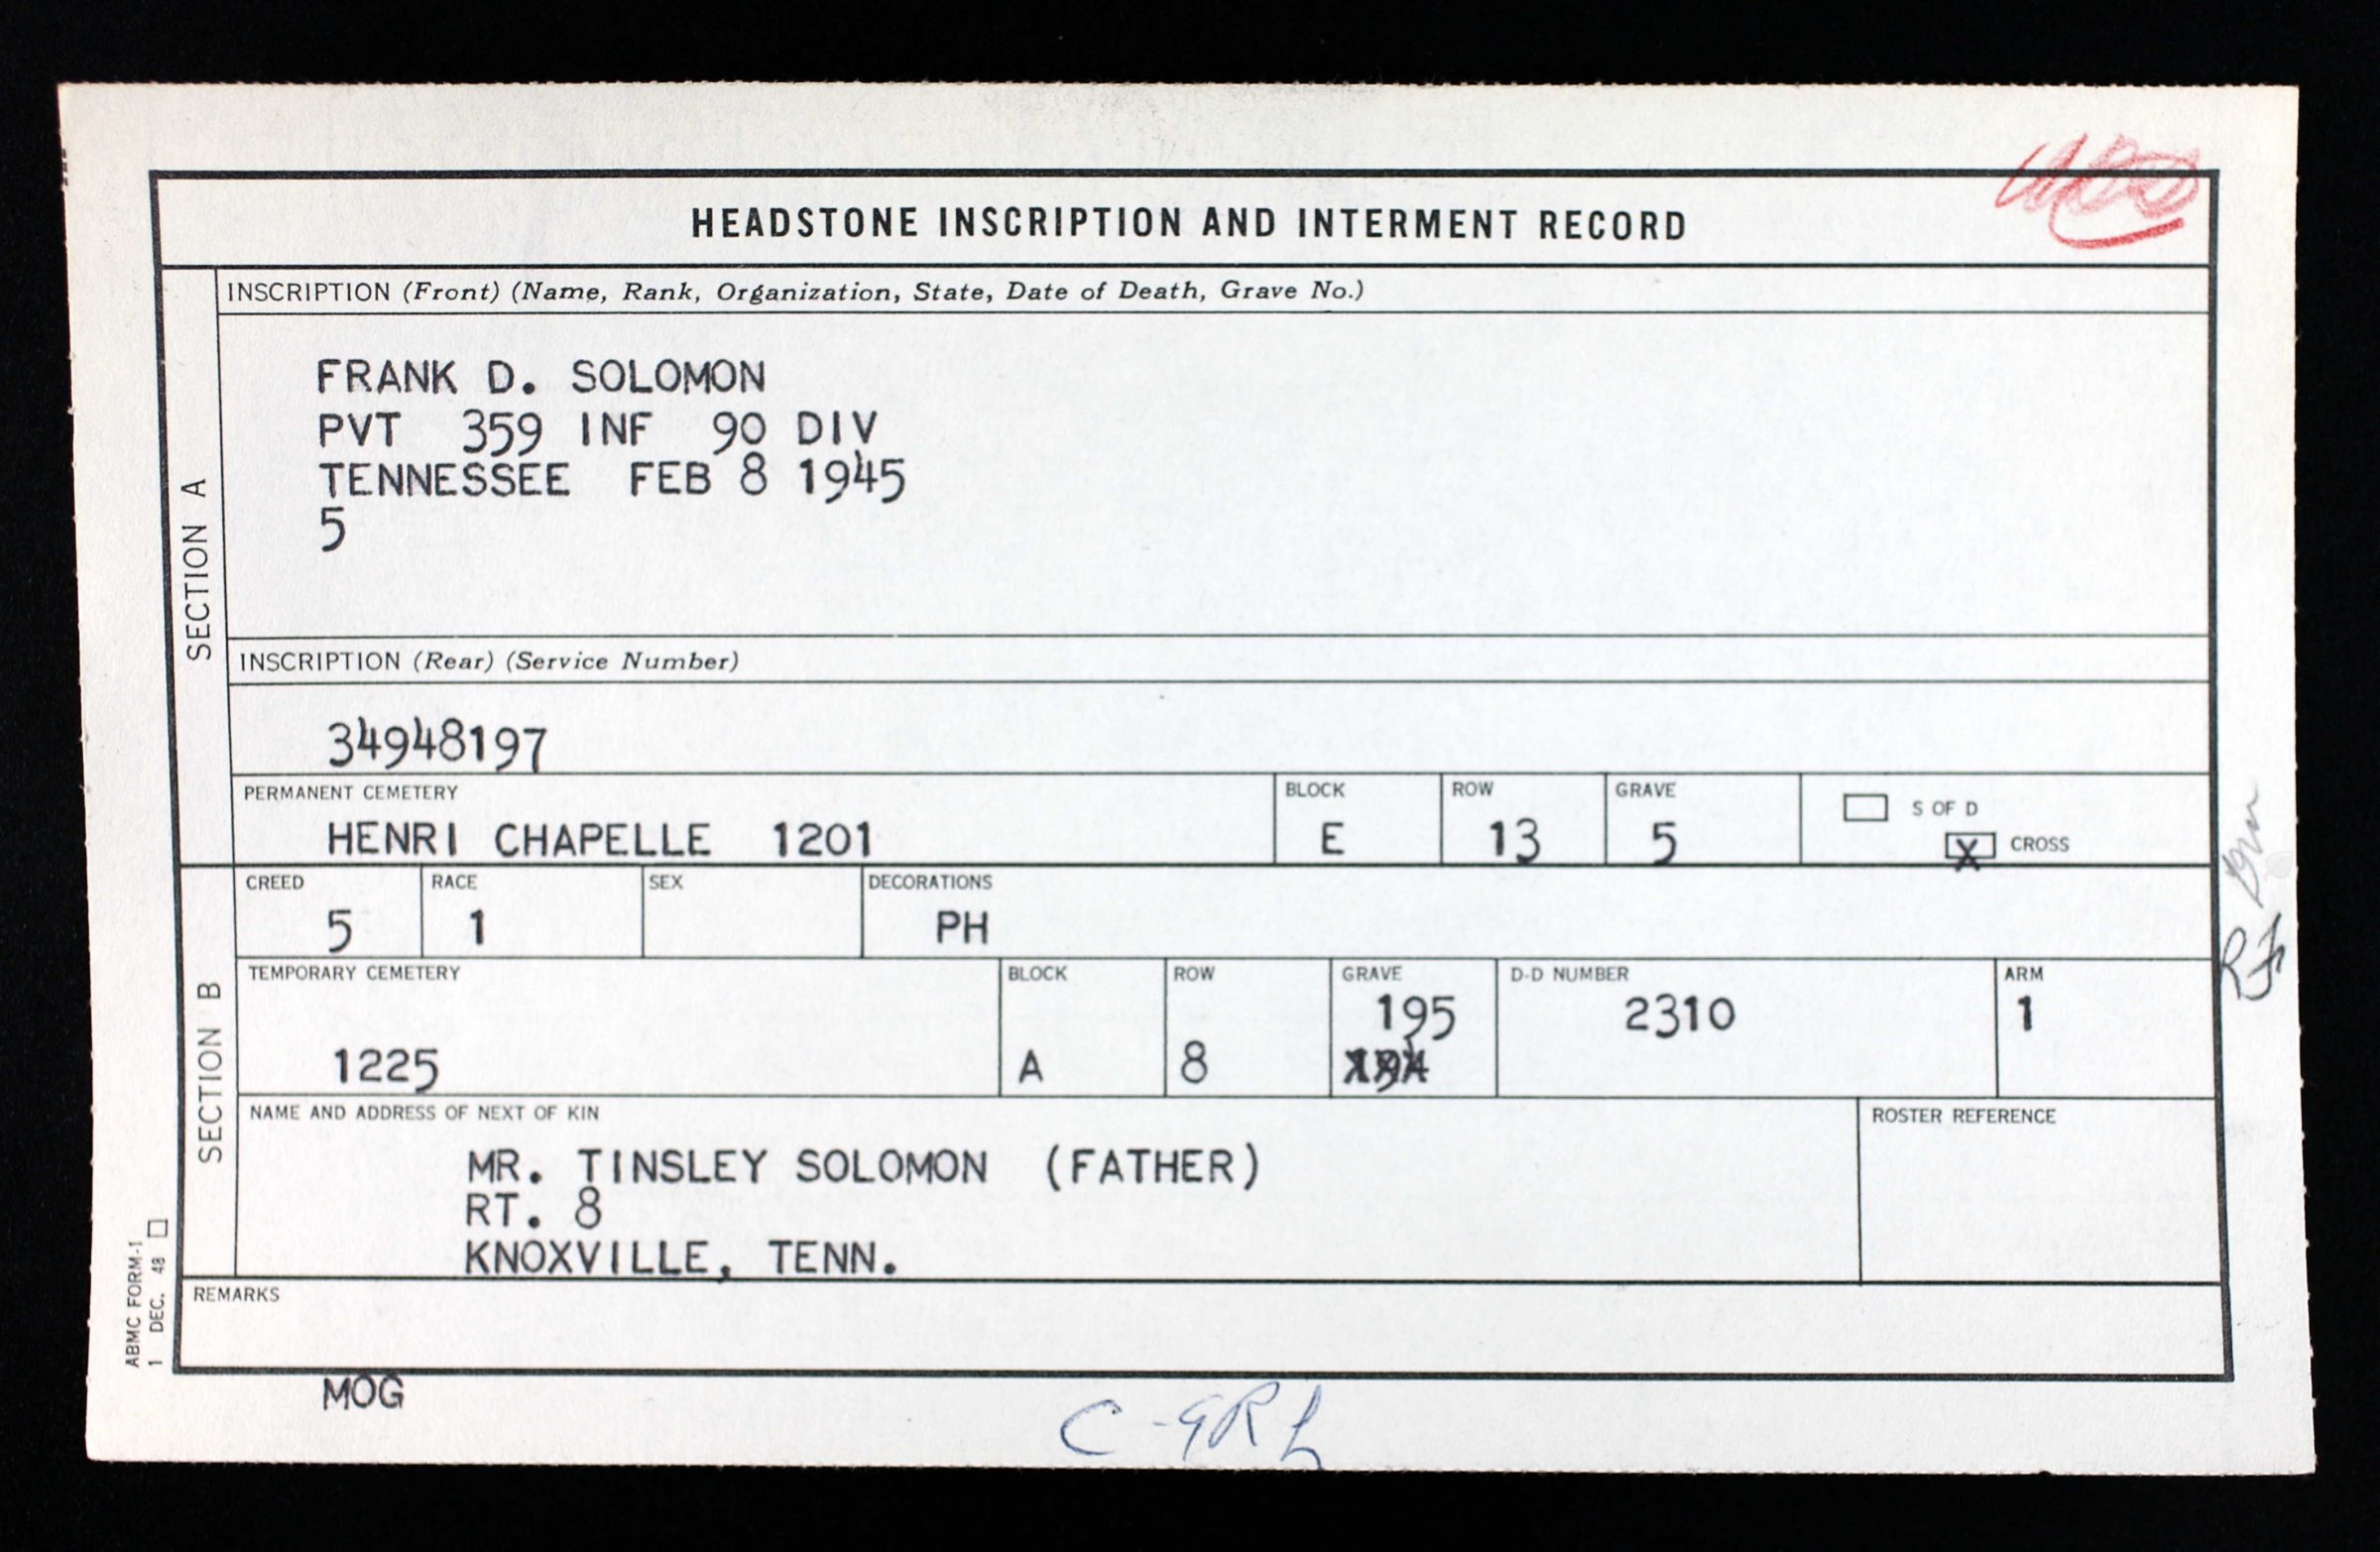 HEADSTONE INSCRIPTION AND INTERMENT RECORD
SECTION A
INSCRIPTION (Front) (Name, Rank, Organization, State, Date of Death, Grave No.)
FRANK D. SOLOMON
PVT 359 INF 90 DIV
TENNESSEE FEB 8 1945
5
INSCRIPTION (Rear) (Service Number)
34948197
PERMANENT CEMETERY BLOCK ROW GRAVE
HENRI CHAPELLE 1201 E 13 5
S OF D
X CROSS
SECTION B
CREED RACE SEX DECORATIONS
5 1 PH
TEMPORARY CEMETERY BLOCK ROW GRAVE D-D NUMBER ARM
195 2310 1
1225 A 8
NAME AND ADDRESS OF NEXT OF KIN ROSTER REFERENCE
MR. TINSLEY SOLOMON (FATHER)
RT. 8
KNOXVILLE, TENN.
REMARKS
ABMC FORM-1
1 DEC. 48
MOG